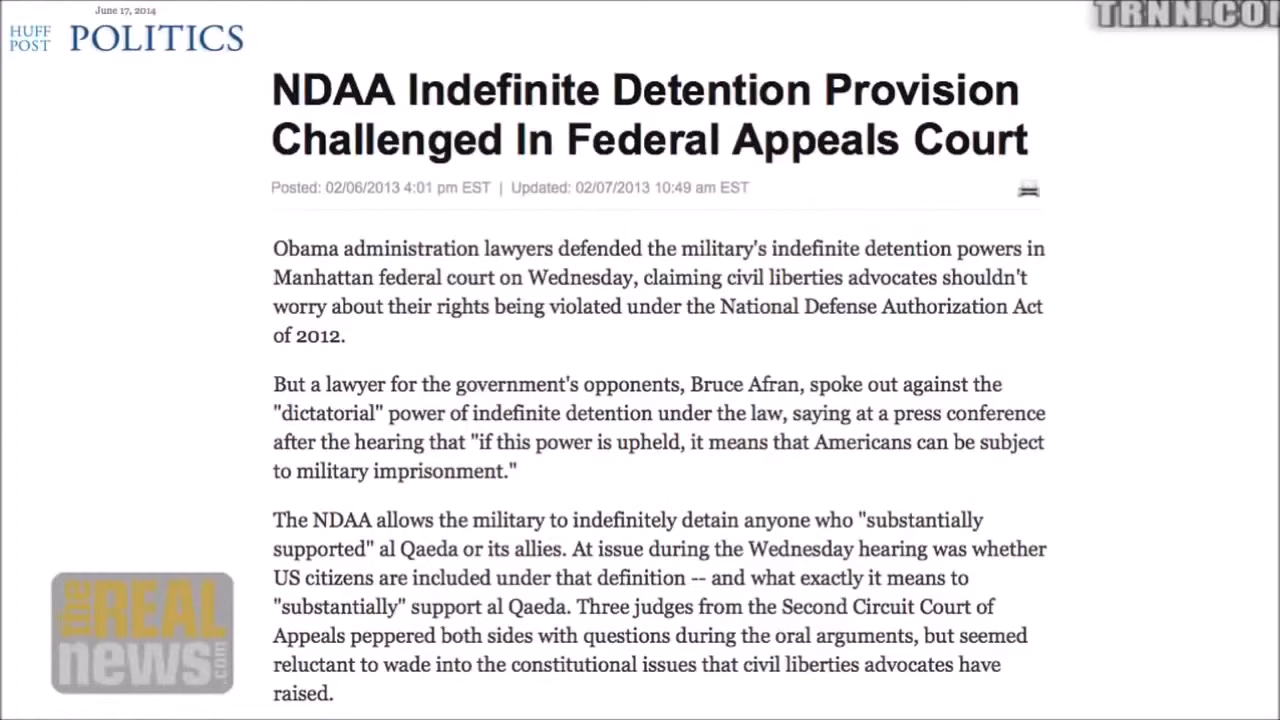 June 17, 2014
HUFF
POST
POLITICS
TRNN.CO
NDAA Indefinite Detention Provision
Challenged In Federal Appeals Court
Posted: 02/06/2013 4:01 pm EST | Updated: 02/07/2013 10:49 am EST
Obama administration lawyers defended the military's indefinite detention powers in
Manhattan federal court on Wednesday, claiming civil liberties advocates shouldn't
worry about their rights being violated under the National Defense Authorization Act
of 2012.
But a lawyer for the government's opponents, Bruce Afran, spoke out against the
"dictatorial" power of indefinite detention under the law, saying at a press conference
after the hearing that "if this power is upheld, it means that Americans can be subject
to military imprisonment."
The NDAA allows the military to indefinitely detain anyone who "substantially
supported" al Qaeda or its allies. At issue during the Wednesday hearing was whether
US citizens are included under that definition -- and what exactly it means to
"substantially" support al Qaeda. Three judges from the Second Circuit Court of
Appeals peppered both sides with questions during the oral arguments, but seemed
reluctant to wade into the constitutional issues that civil liberties advocates have
raised.
the REAL
news.com